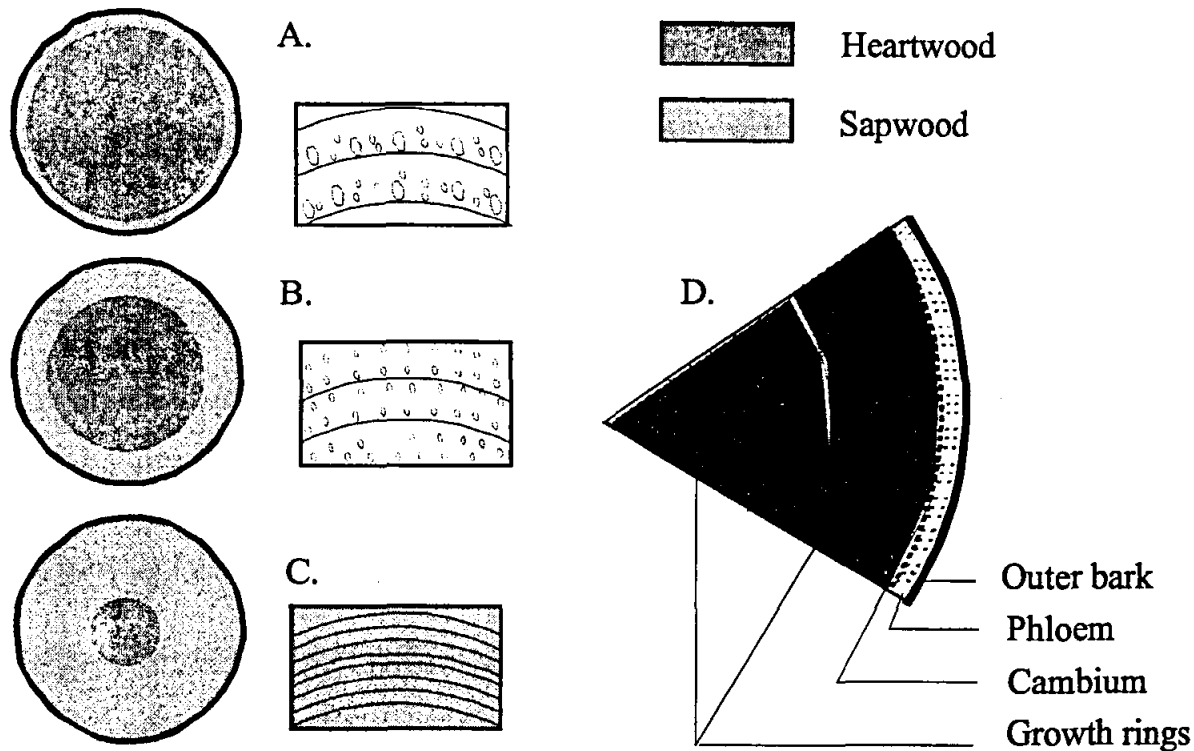 A.
Heartwood
Sapwood
B.
D.
C.
Outer bark
Phloem
Cambium
Growth rings